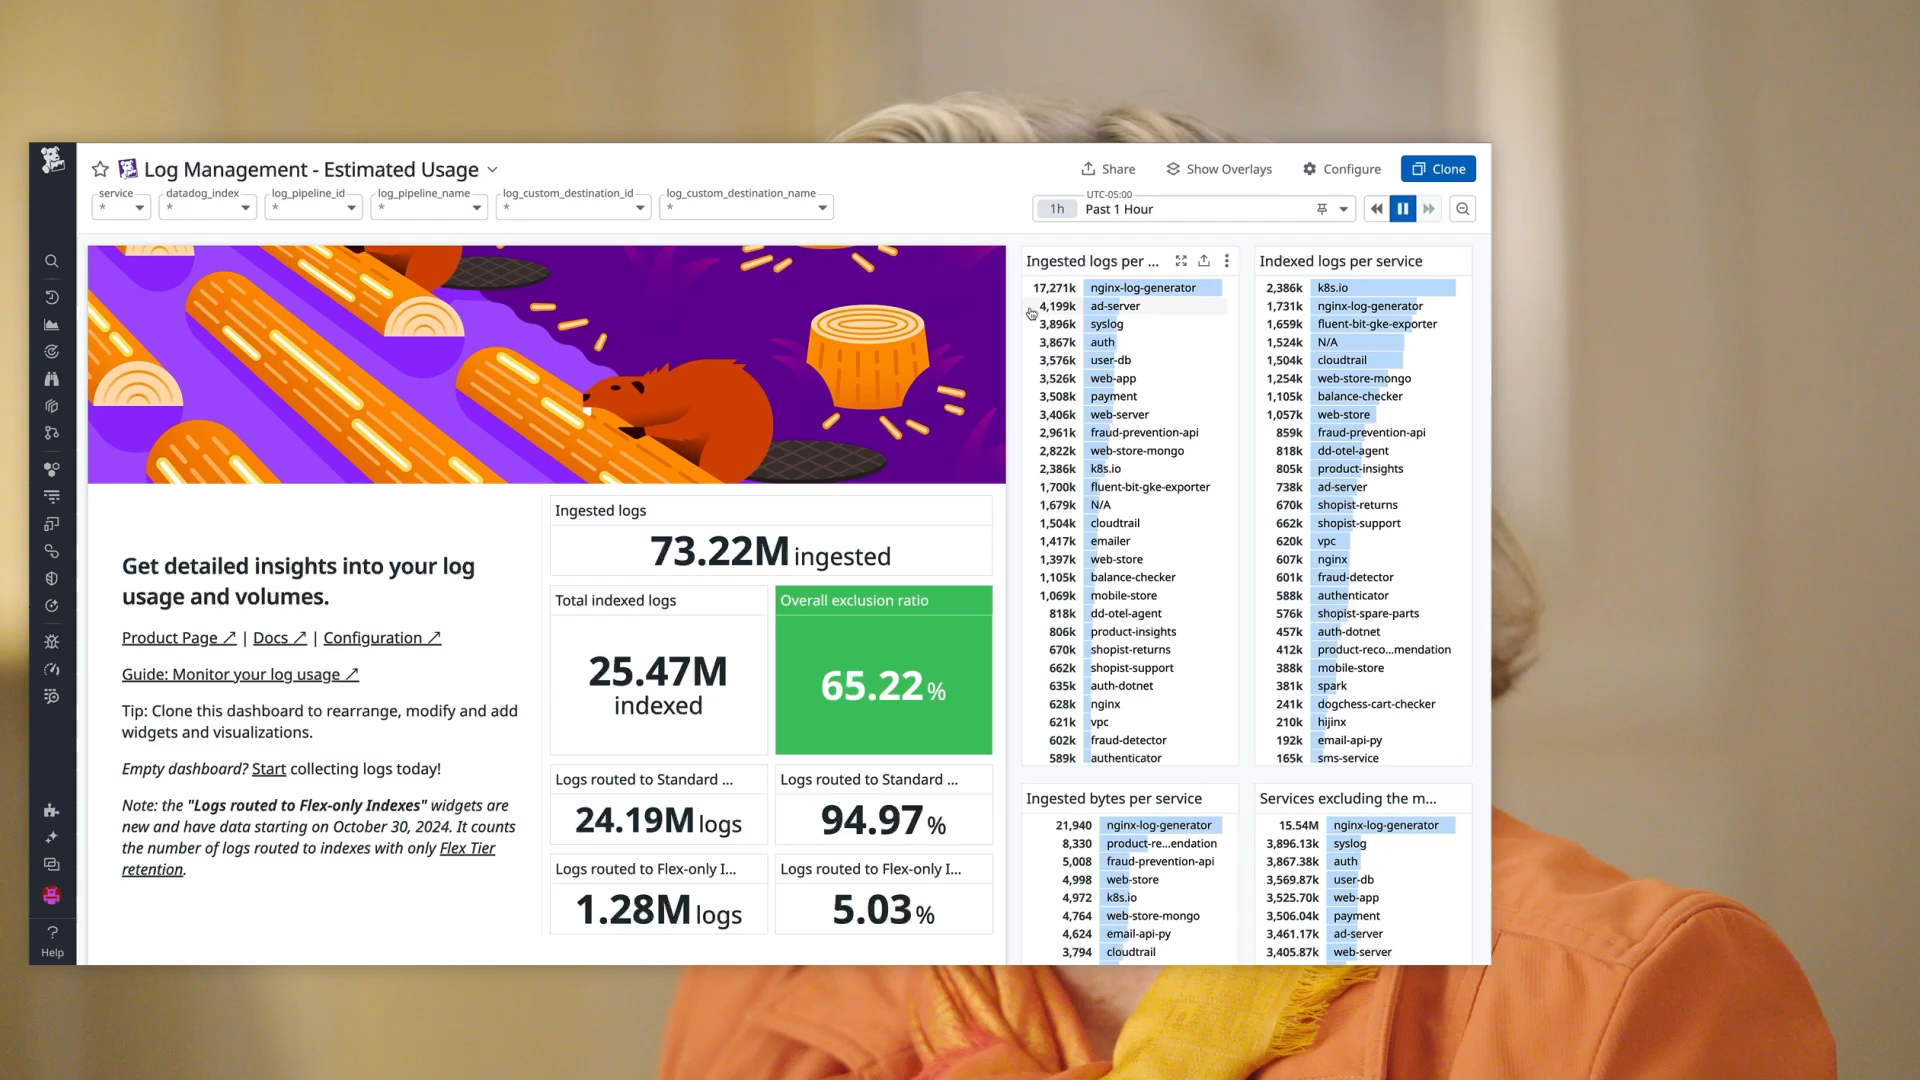 Log Management - Estimated Usage
Share
Show Overlays
Configure
Clone
service
*
datadog_index
*
log_pipeline_id
*
log_pipeline_name
*
log_custom_destination_id
*
log_custom_destination_name
*
UTC-05:00
1h Past 1 Hour
Get detailed insights into your log
usage and volumes.
Product Page | Docs | Configuration
Guide: Monitor your log usage
Tip: Clone this dashboard to rearrange, modify and add
widgets and visualizations.
Empty dashboard? Start collecting logs today!
Note: the "Logs routed to Flex-only Indexes" widgets are
new and have data starting on October 30, 2024. It counts
the number of logs routed to indexes with only Flex Tier
retention.
Help
Ingested logs
73.22M ingested
Total indexed logs
25.47M
indexed
Overall exclusion ratio
65.22 %
Logs routed to Standard ...
24.19M logs
Logs routed to Standard ...
94.97 %
Logs routed to Flex-only I...
1.28M logs
Logs routed to Flex-only I...
5.03 %
Ingested logs per ...
17,271k nginx-log-generator
4,199k ad-server
3,896k syslog
3,867k auth
3,576k user-db
3,526k web-app
3,508k payment
3,406k web-server
2,961k fraud-prevention-api
2,822k web-store-mongo
2,386k k8s.io
1,700k fluent-bit-gke-exporter
1,679k N/A
1,504k cloudtrail
1,417k emailer
1,397k web-store
1,105k balance-checker
1,069k mobile-store
818k dd-otel-agent
806k product-insights
670k shopist-returns
662k shopist-support
635k auth-dotnet
628k nginx
621k vpc
602k fraud-detector
589k authenticator
Indexed logs per service
2,386k k8s.io
1,731k nginx-log-generator
1,659k fluent-bit-gke-exporter
1,524k N/A
1,504k cloudtrail
1,254k web-store-mongo
1,105k balance-checker
1,057k web-store
859k fraud-prevention-api
818k dd-otel-agent
805k product-insights
738k ad-server
670k shopist-returns
662k shopist-support
620k vpc
607k nginx
601k fraud-detector
588k authenticator
576k shopist-spare-parts
457k auth-dotnet
412k product-reco...mendation
388k mobile-store
381k spark
241k dogchess-cart-checker
210k hijinx
192k email-api-py
165k sms-service
Ingested bytes per service
21,940 nginx-log-generator
8,330 product-re...endation
5,008 fraud-prevention-api
4,998 web-store
4,972 k8s.io
4,764 web-store-mongo
4,624 email-api-py
3,794 cloudtrail
Services excluding the m...
15.54M nginx-log-generator
3,896.13k syslog
3,867.38k auth
3,569.87k user-db
3,525.70k web-app
3,506.04k payment
3,461.17k ad-server
3,405.87k web-server